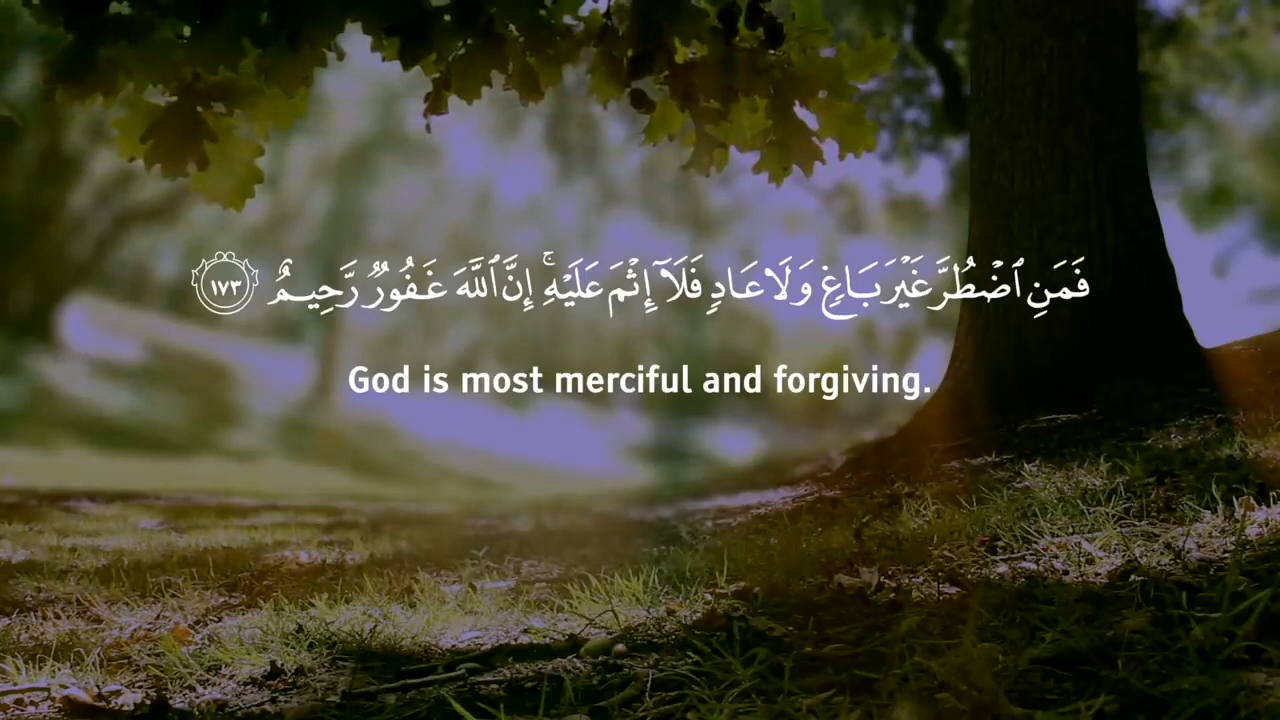 فَمَنِ ٱضْطُرَّ غَيْرَ بَاغٍ وَلَا عَادٍ فَلَآ إِثْمَ عَلَيْهِ ۚ إِنَّ ٱللَّهَ غَفُورٌ رَّحِيمٌ ١٧٣
God is most merciful and forgiving.